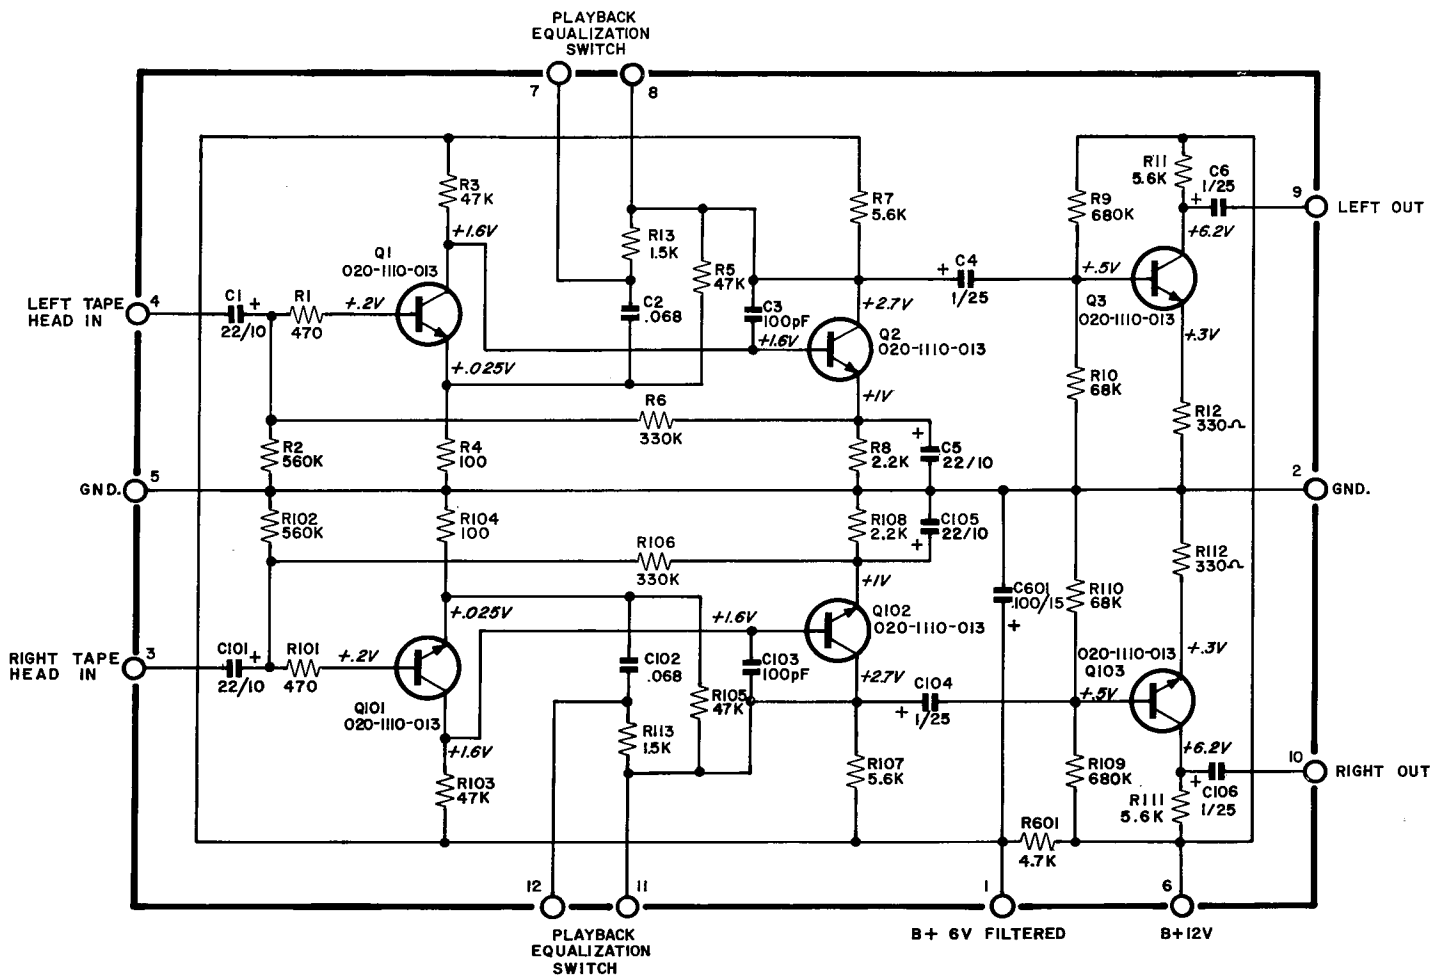 PLAYBACK
EQUALIZATION
SWITCH
7
8
R3
47K
+1.6V
Q1
020-1110-013
LEFT TAPE
HEAD IN
4
C1
+
22/10
R1
470
+.2V
+.025V
R13
1.5K
C2
.068
R5
47K
C3
100pF
+1.6V
R7
5.6K
+2.7V
Q2
020-1110-013
+1V
+
C4
1/25
R9
680K
+.5V
R10
68K
R11
5.6K
+
C6
1/25
9
LEFT OUT
+6.2V
Q3
020-1110-013
+.3V
R12
330Ω
R6
330K
R2
560K
R4
100
R8
2.2K
+
C5
22/10
GND.
5
2
GND.
R102
560K
R104
100
R108
2.2K
C105
22/10
+
R106
330K
R112
330Ω
C601
.100/15
+
R110
68K
+1V
+.025V
+1.6V
Q102
020-1110-013
RIGHT TAPE
HEAD IN
3
C101
+
22/10
R101
470
+.2V
Q101
020-1110-013
+1.6V
R103
47K
C102
.068
R113
1.5K
R105
47K
C103
100pF
+2.7V
C104
+
1/25
020-1110-013
Q103
+.3V
+.5V
R107
5.6K
R109
680K
+6.2V
+
C106
1/25
R111
5.6K
10
RIGHT OUT
R601
4.7K
12
11
1
6
PLAYBACK
EQUALIZATION
SWITCH
B+ 6V FILTERED
B+12V